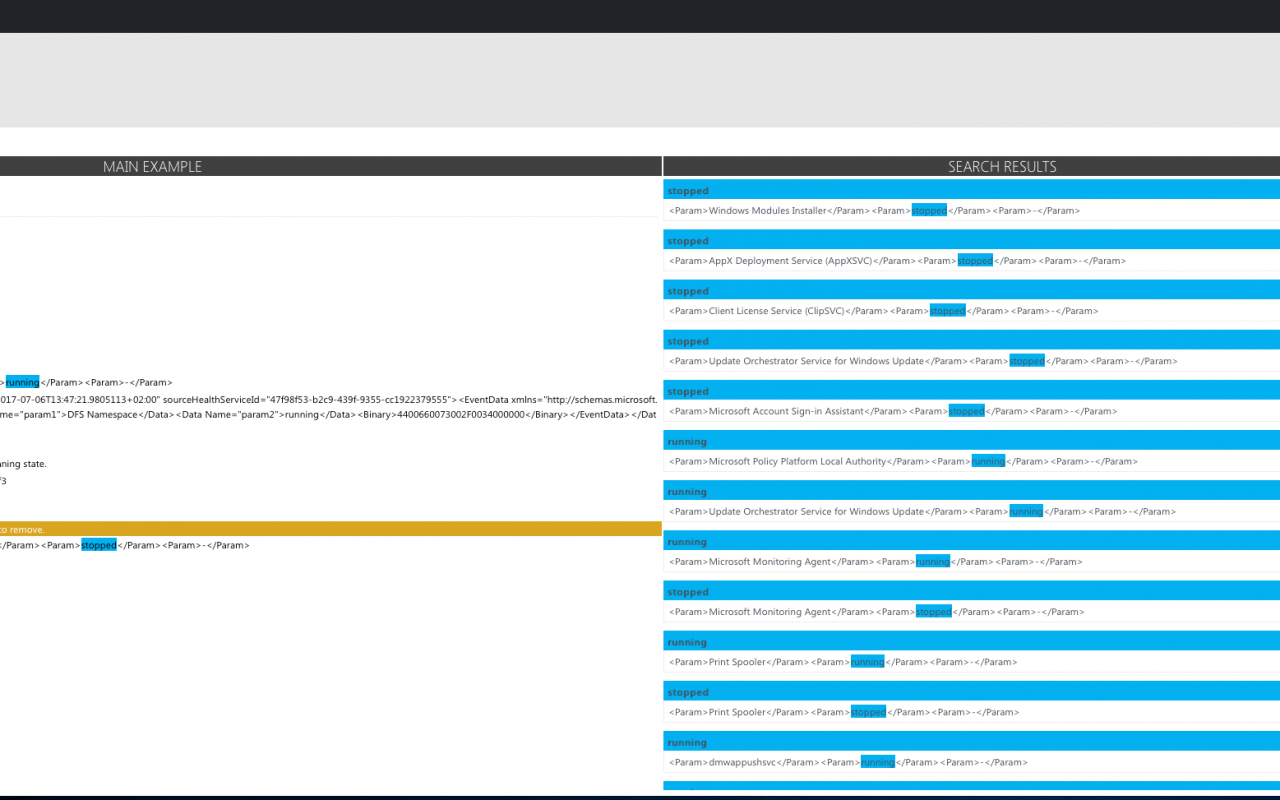 MAIN EXAMPLE
>running</Param><Param>-</Param>
017-07-06T13:47:21.9805113+02:00" sourceHealthServiceId="47f98f53-b2c9-439f-9355-cc1922379555"><EventData xmlns="http://schemas.microsoft.
me="param1">DFS Namespace</Data><Data Name="param2">running</Data><Binary>4400660073002F0034000000</Binary></EventData></Dat
ning state.
f3
to remove
</Param><Param>stopped</Param><Param>-</Param>
SEARCH RESULTS
stopped
<Param>Windows Modules Installer</Param><Param>stopped</Param><Param>-</Param>
stopped
<Param>AppX Deployment Service (AppXSVC)</Param><Param>stopped</Param><Param>-</Param>
stopped
<Param>Client License Service (ClipSVC)</Param><Param>stopped</Param><Param>-</Param>
stopped
<Param>Update Orchestrator Service for Windows Update</Param><Param>stopped</Param><Param>-</Param>
stopped
<Param>Microsoft Account Sign-in Assistant</Param><Param>stopped</Param><Param>-</Param>
running
<Param>Microsoft Policy Platform Local Authority</Param><Param>running</Param><Param>-</Param>
running
<Param>Update Orchestrator Service for Windows Update</Param><Param>running</Param><Param>-</Param>
running
<Param>Microsoft Monitoring Agent</Param><Param>running</Param><Param>-</Param>
stopped
<Param>Microsoft Monitoring Agent</Param><Param>stopped</Param><Param>-</Param>
running
<Param>Print Spooler</Param><Param>running</Param><Param>-</Param>
stopped
<Param>Print Spooler</Param><Param>stopped</Param><Param>-</Param>
running
<Param>dmwappushsvc</Param><Param>running</Param><Param>-</Param>